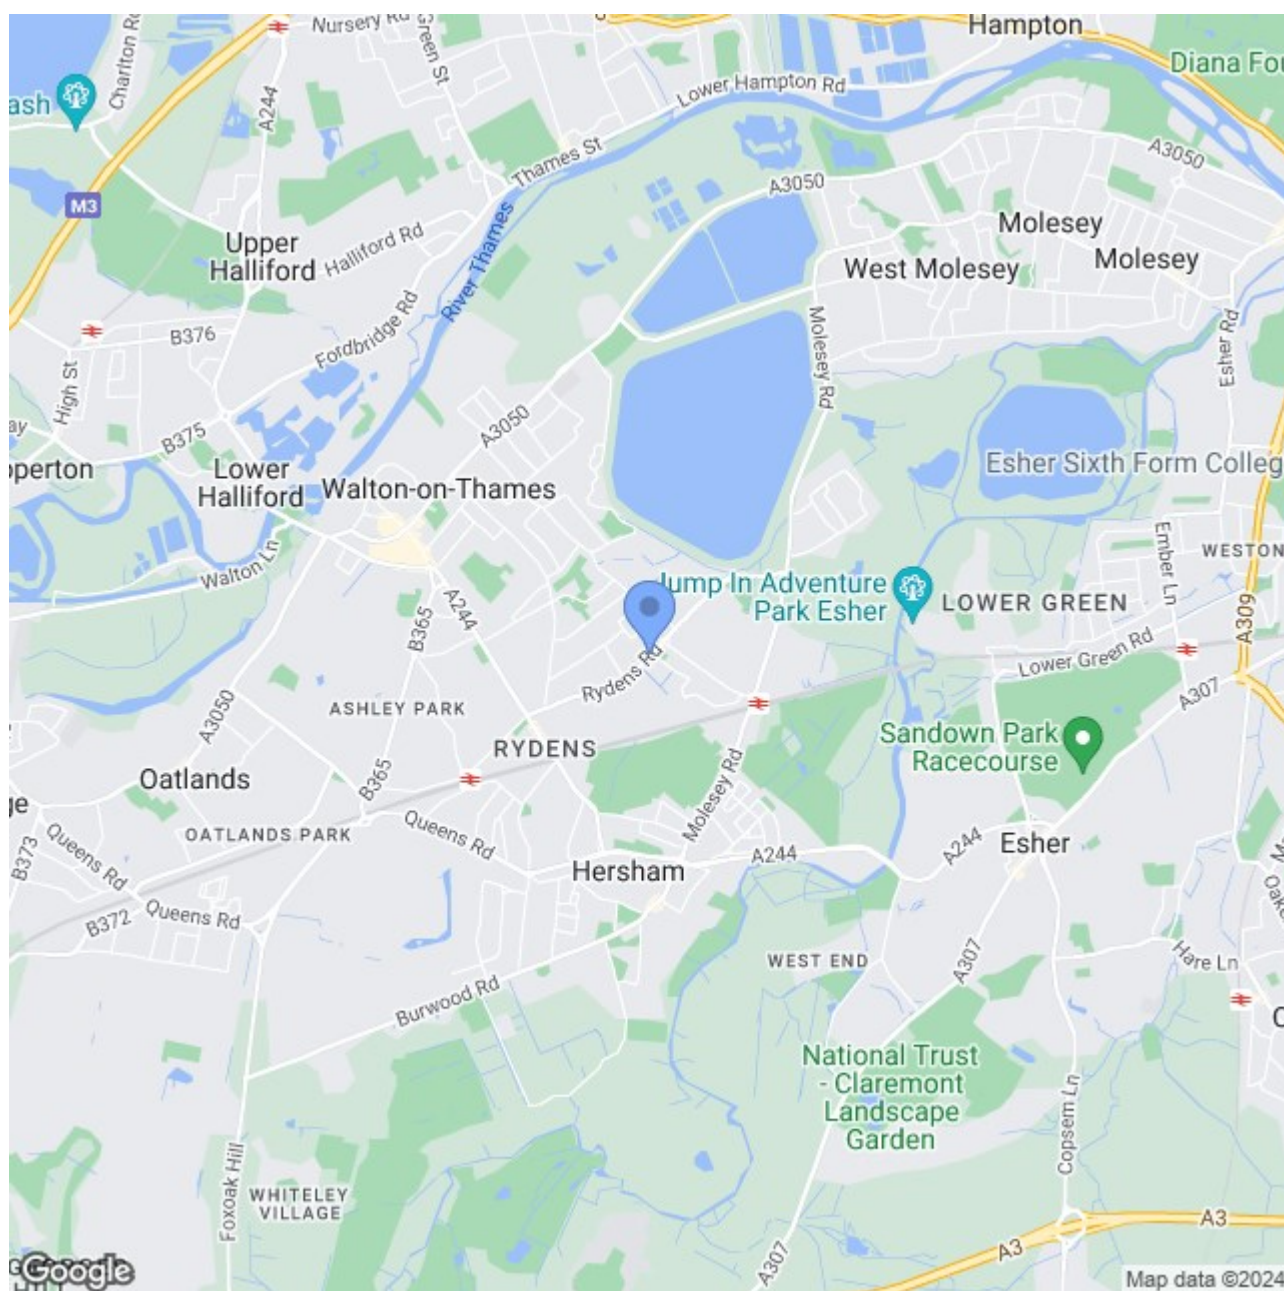 Nursery Rd
Hampton
Charlton Rd
Green St
Diana Fou
Lower Hampton Rd
ash
A244
Thames St
A3050
A3050
M3
Molesey
Upper
Halliford
Halliford Rd
River Thames
West Molesey
Molesey
B376
Fordbridge Rd
Molesey Rd
Esher Rd
High St
A3050
ay
B375
opperton
Lower
Halliford
Walton-on-Thames
Esher Sixth Form Colleg
Walton Ln
Ember Ln
WESTON
Jump In Adventure
Park Esher
LOWER GREEN
A309
B365
A244
Rydens Rd
Lower Green Rd
A307
ASHLEY PARK
A3050
RYDENS
Sandown Park
Racecourse
Oatlands
B365
ge
Molesey Rd
B373
Queens Rd
OATLANDS PARK
Queens Rd
Hersham
A244
A244
Esher
Oak
B372
Queens Rd
WEST END
A307
Hare Ln
Burwood Rd
C
National Trust
- Claremont
Landscape
Garden
Copsem Ln
Foxoak Hill
WHITELEY
VILLAGE
A3
A3
A307
Google
Map data ©2024